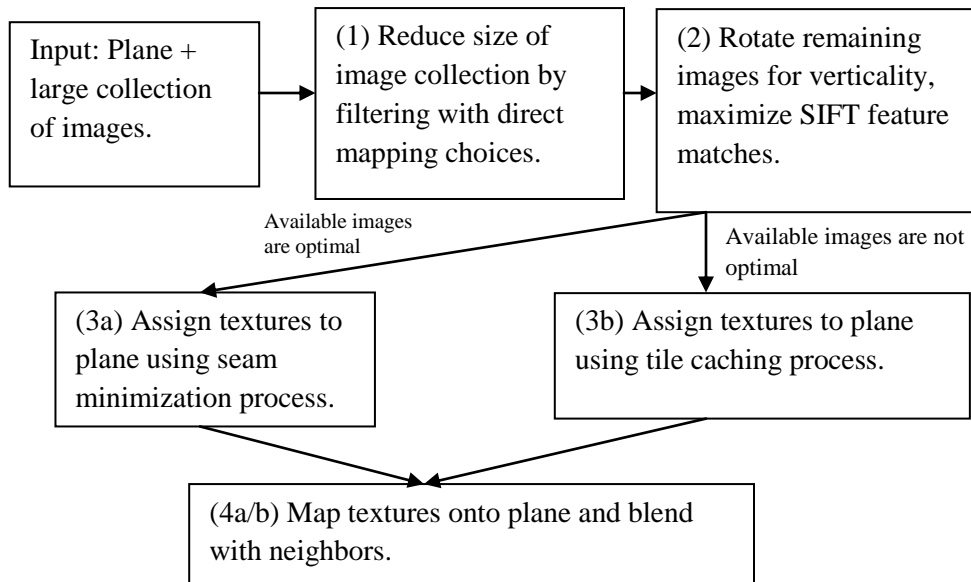 Input: Plane +
large collection
of images.
(1) Reduce size of
image collection by
filtering with direct
mapping choices.
(2) Rotate remaining
images for verticality,
maximize SIFT feature
matches.
Available images
are optimal
Available images are not
optimal
(3a) Assign textures to
plane using seam
minimization process.
(3b) Assign textures to plane
using tile caching process.
(4a/b) Map textures onto plane and blend
with neighbors.